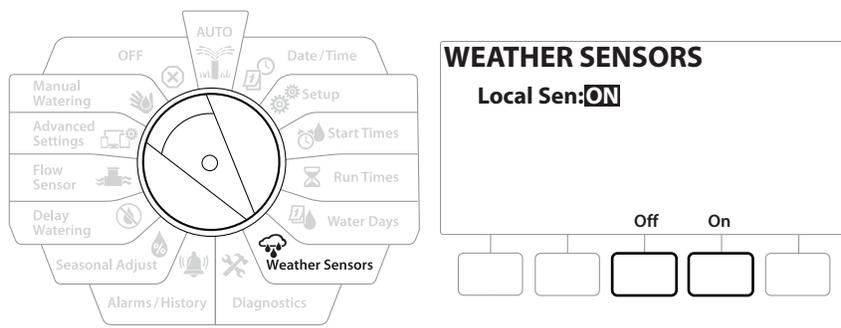 AUTO
OFF
Date/Time
Manual
Watering
Setup
Advanced
Settings
Start Times
Flow
Sensor
Run Times
Delay
Watering
Water Days
Seasonal Adjust
Weather Sensors
Alarms/History
Diagnostics
WEATHER SENSORS
Local Sen:ON
Off On